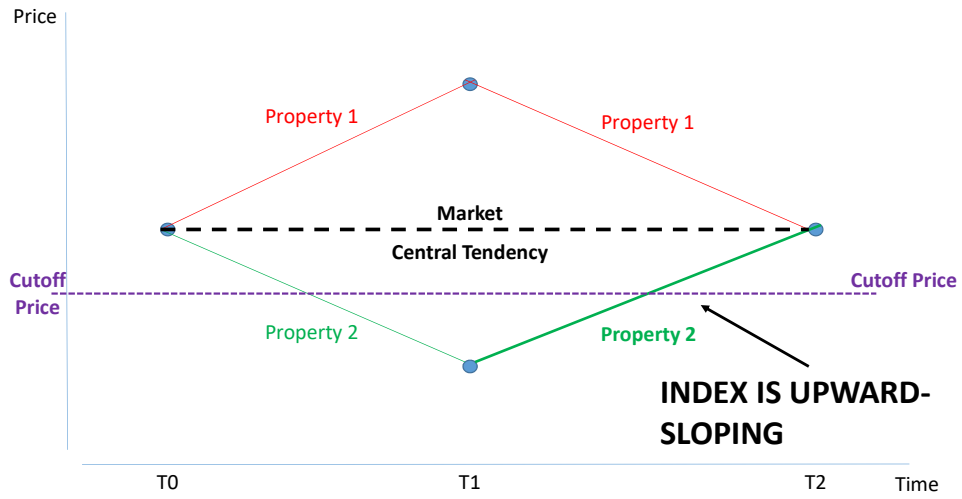 Price
Property 1
Property 1
Market
Central Tendency
Cutoff
Price
Cutoff Price
Property 2
Property 2
INDEX IS UPWARD-
SLOPING
T0
T1
T2
Time